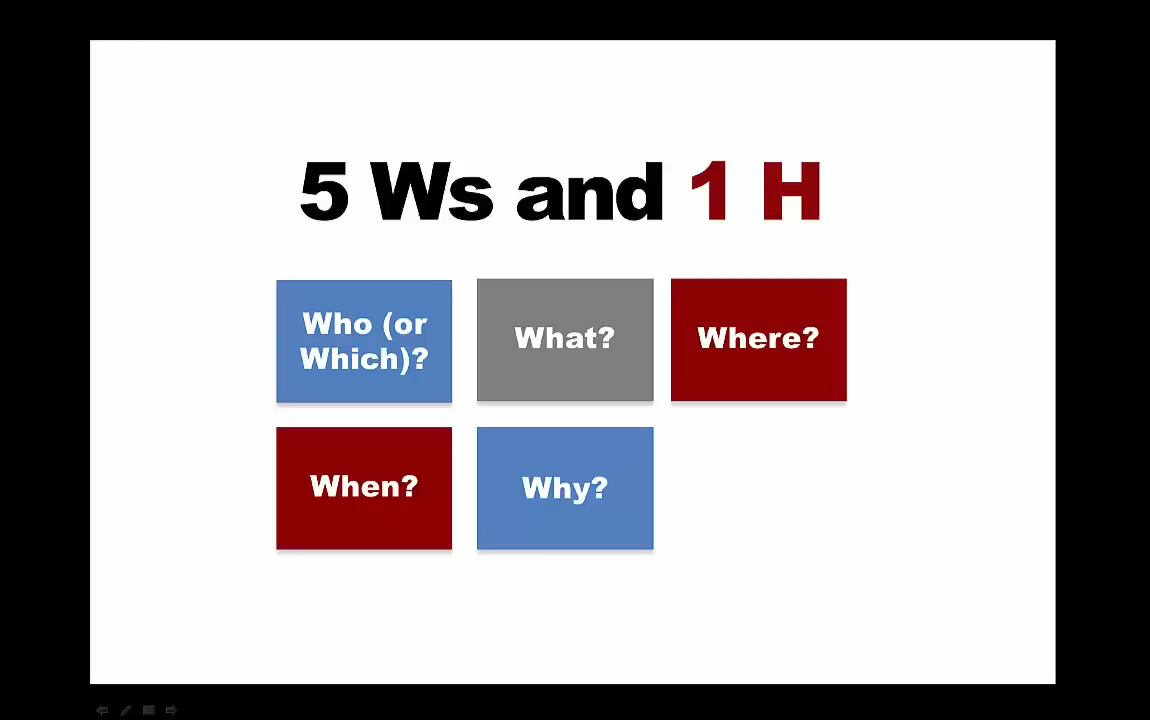 5 Ws and 1 H
Who (or
Which)?
What?
Where?
When?
Why?